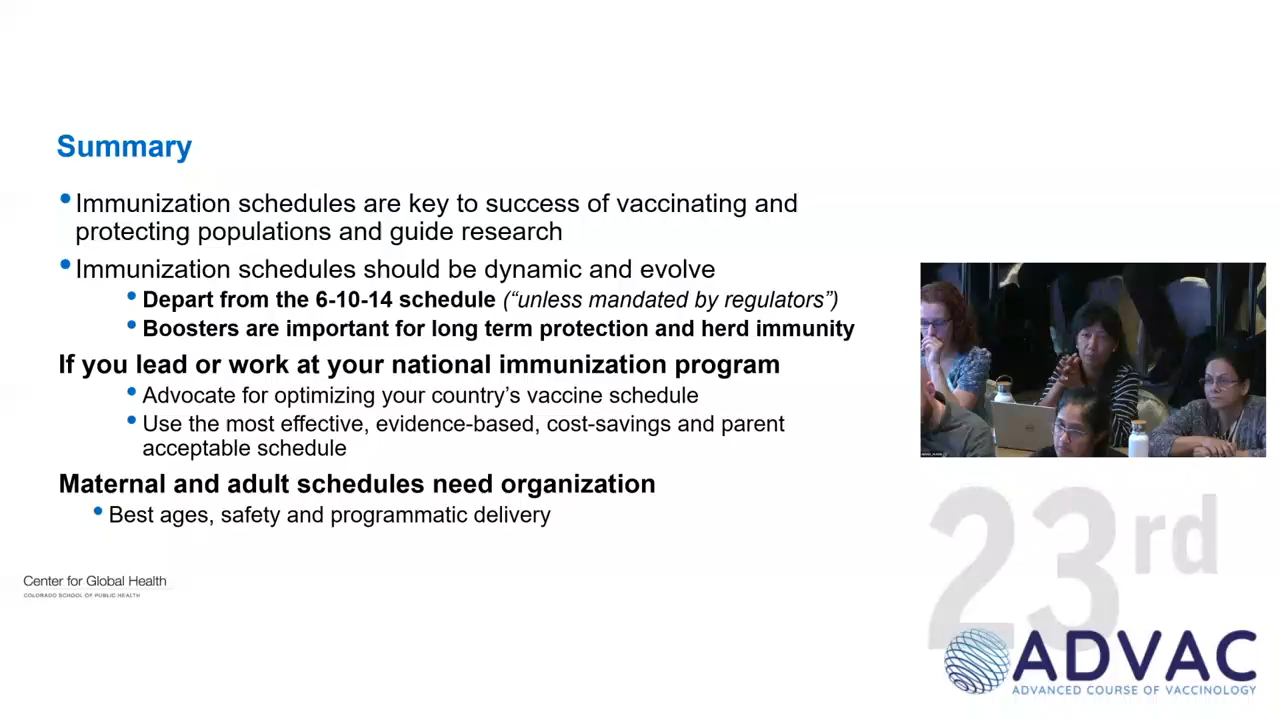 Summary
•Immunization schedules are key to success of vaccinating and
protecting populations and guide research
•Immunization schedules should be dynamic and evolve
•Depart from the 6-10-14 schedule (“unless mandated by regulators”)
•Boosters are important for long term protection and herd immunity
If you lead or work at your national immunization program
•Advocate for optimizing your country’s vaccine schedule
•Use the most effective, evidence-based, cost-savings and parent
acceptable schedule
Maternal and adult schedules need organization
•Best ages, safety and programmatic delivery
Center for Global Health
COLORADO SCHOOL OF PUBLIC HEALTH
23rd
ADVAC
ADVANCED COURSE OF VACCINOLOGY